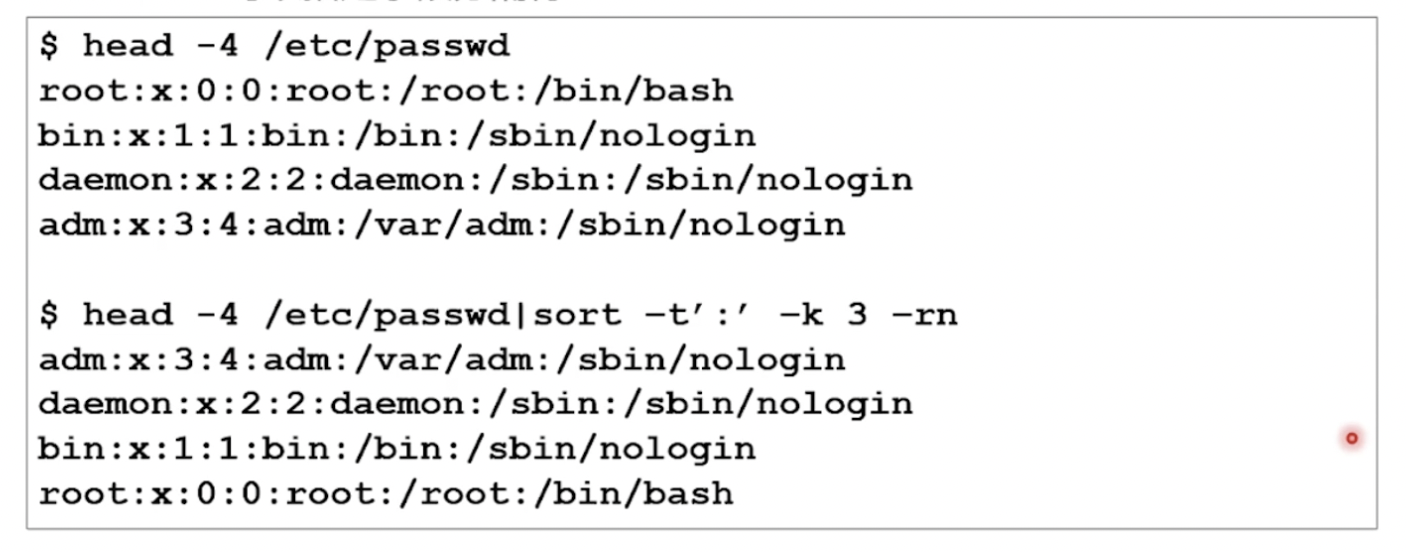 $ head -4 /etc/passwd
root:x:0:0:root:/root:/bin/bash
bin:x:1:1:bin:/bin:/sbin/nologin
daemon:x:2:2:daemon:/sbin:/sbin/nologin
adm:x:3:4:adm:/var/adm:/sbin/nologin
$ head -4 /etc/passwd|sort –t’:’ –k 3 –rn
adm:x:3:4:adm:/var/adm:/sbin/nologin
daemon:x:2:2:daemon:/sbin:/sbin/nologin
bin:x:1:1:bin:/bin:/sbin/nologin
root:x:0:0:root:/root:/bin/bash